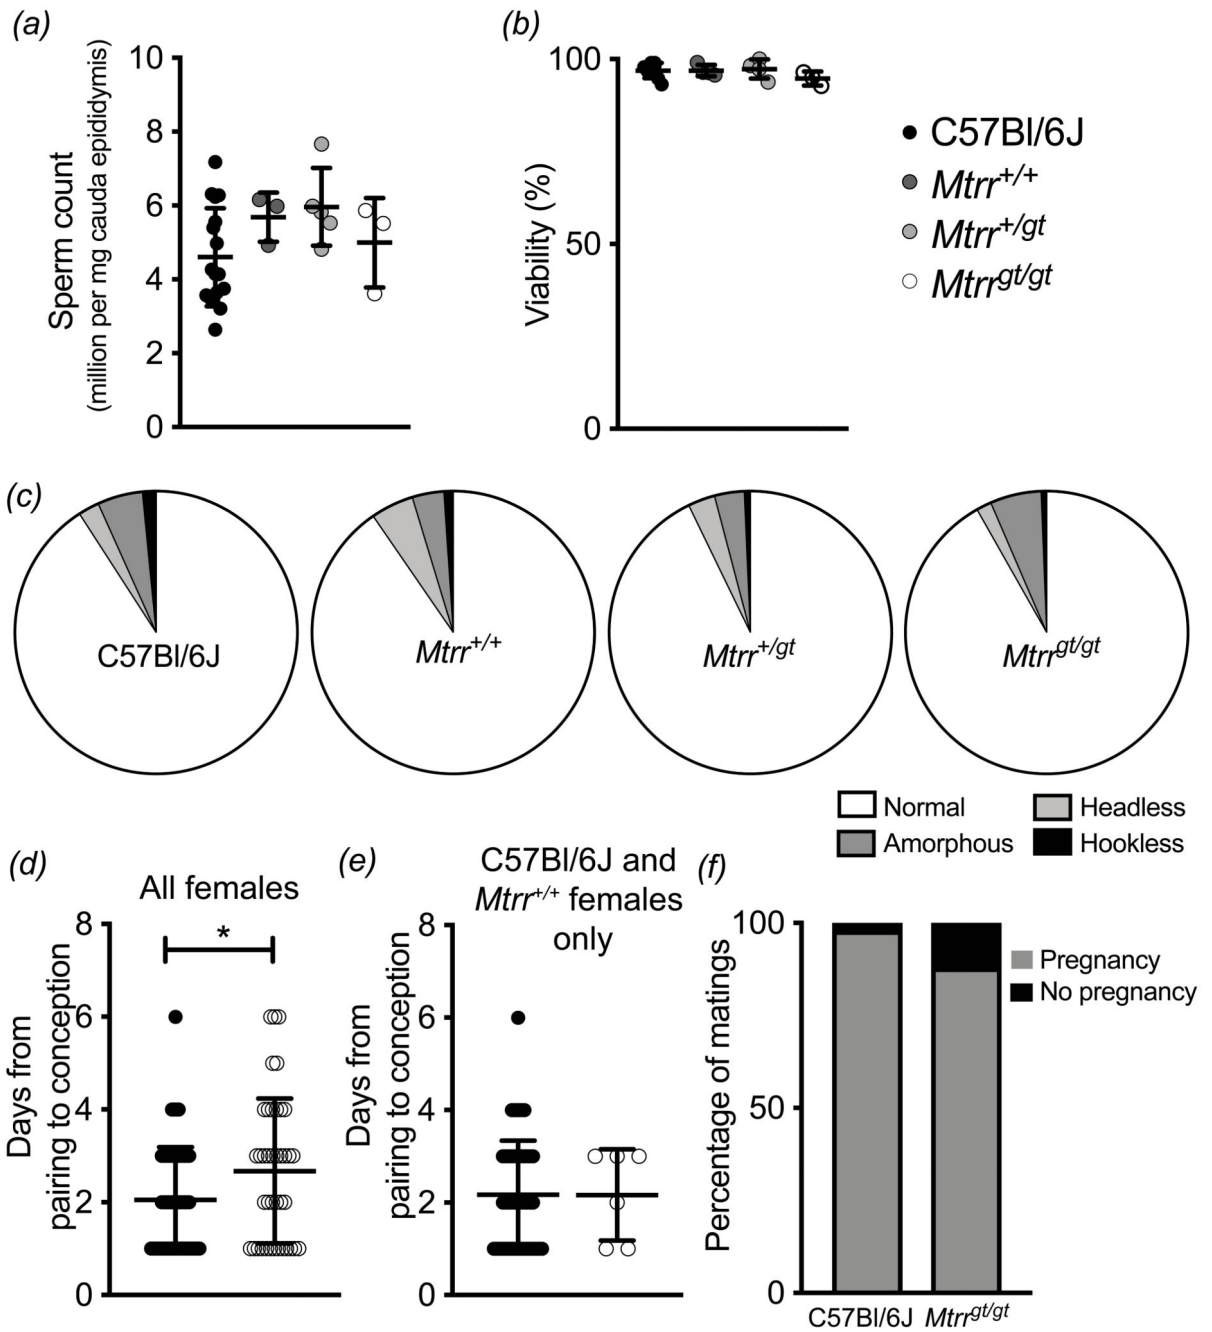 (a)
10
8
6
4
2
0
Sperm count
(million per mg cauda epididymis)
(b)
100
50
0
Viability (%)
C57Bl/6J
Mtrr+/+
Mtrr+/gt
Mtrrgt/gt
(c)
C57Bl/6J
Mtrr+/+
Mtrr+/gt
Mtrrgt/gt
Normal
Headless
Amorphous
Hookless
(d)
All females
*
8
6
4
2
0
Days from
pairing to conception
(e)
C57Bl/6J and
Mtrr+/+ females
only
8
6
4
2
0
Days from
pairing to conception
(f)
100
50
0
Percentage of matings
Pregnancy
No pregnancy
C57Bl/6J
Mtrrgt/gt